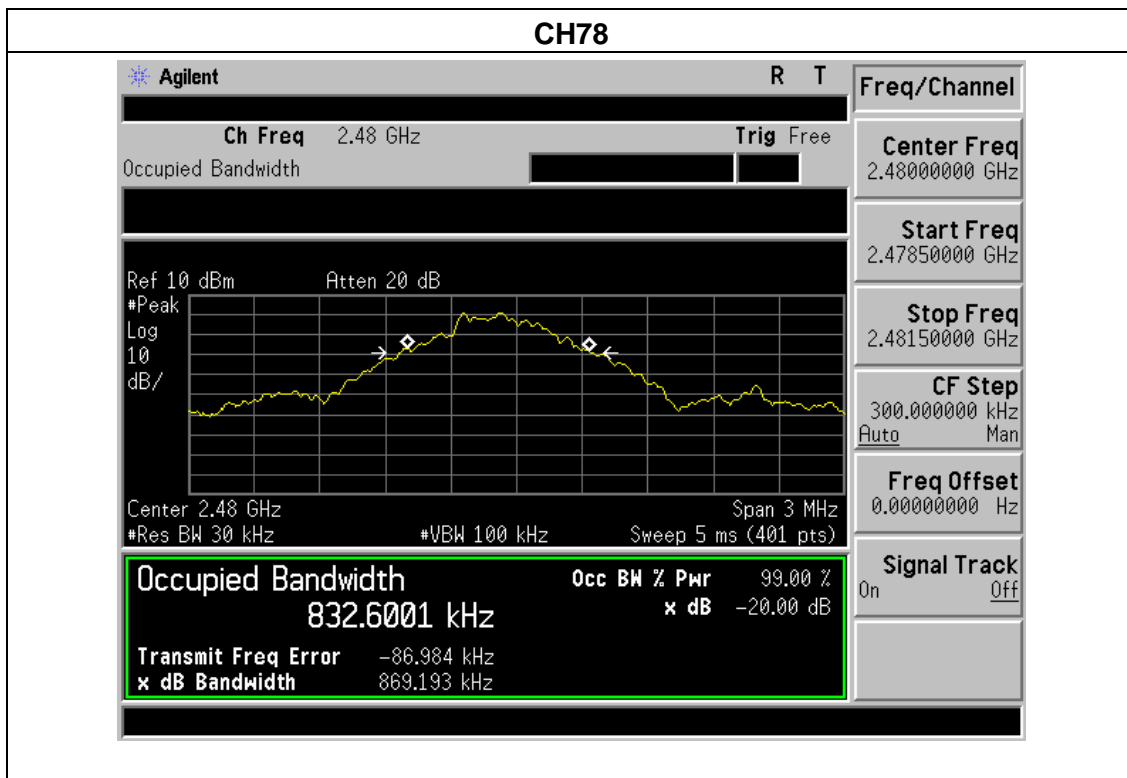 CH78
Agilent R T
Freq/Channel
Ch Freq 2.48 GHz Trig Free
Occupied Bandwidth
Center Freq
2.48000000 GHz
Start Freq
2.47850000 GHz
Stop Freq
2.48150000 GHz
CF Step
300.000000 kHz
Auto Man
Freq Offset
0.00000000 Hz
Signal Track
On Off
Ref 10 dBm Atten 20 dB
#Peak
Log
10
dB/
Center 2.48 GHz Span 3 MHz
#Res BW 30 kHz #VBW 100 kHz Sweep 5 ms (401 pts)
Occupied Bandwidth Occ BW % Pwr 99.00 %
832.6001 kHz x dB -20.00 dB
Transmit Freq Error -86.984 kHz
x dB Bandwidth 869.193 kHz